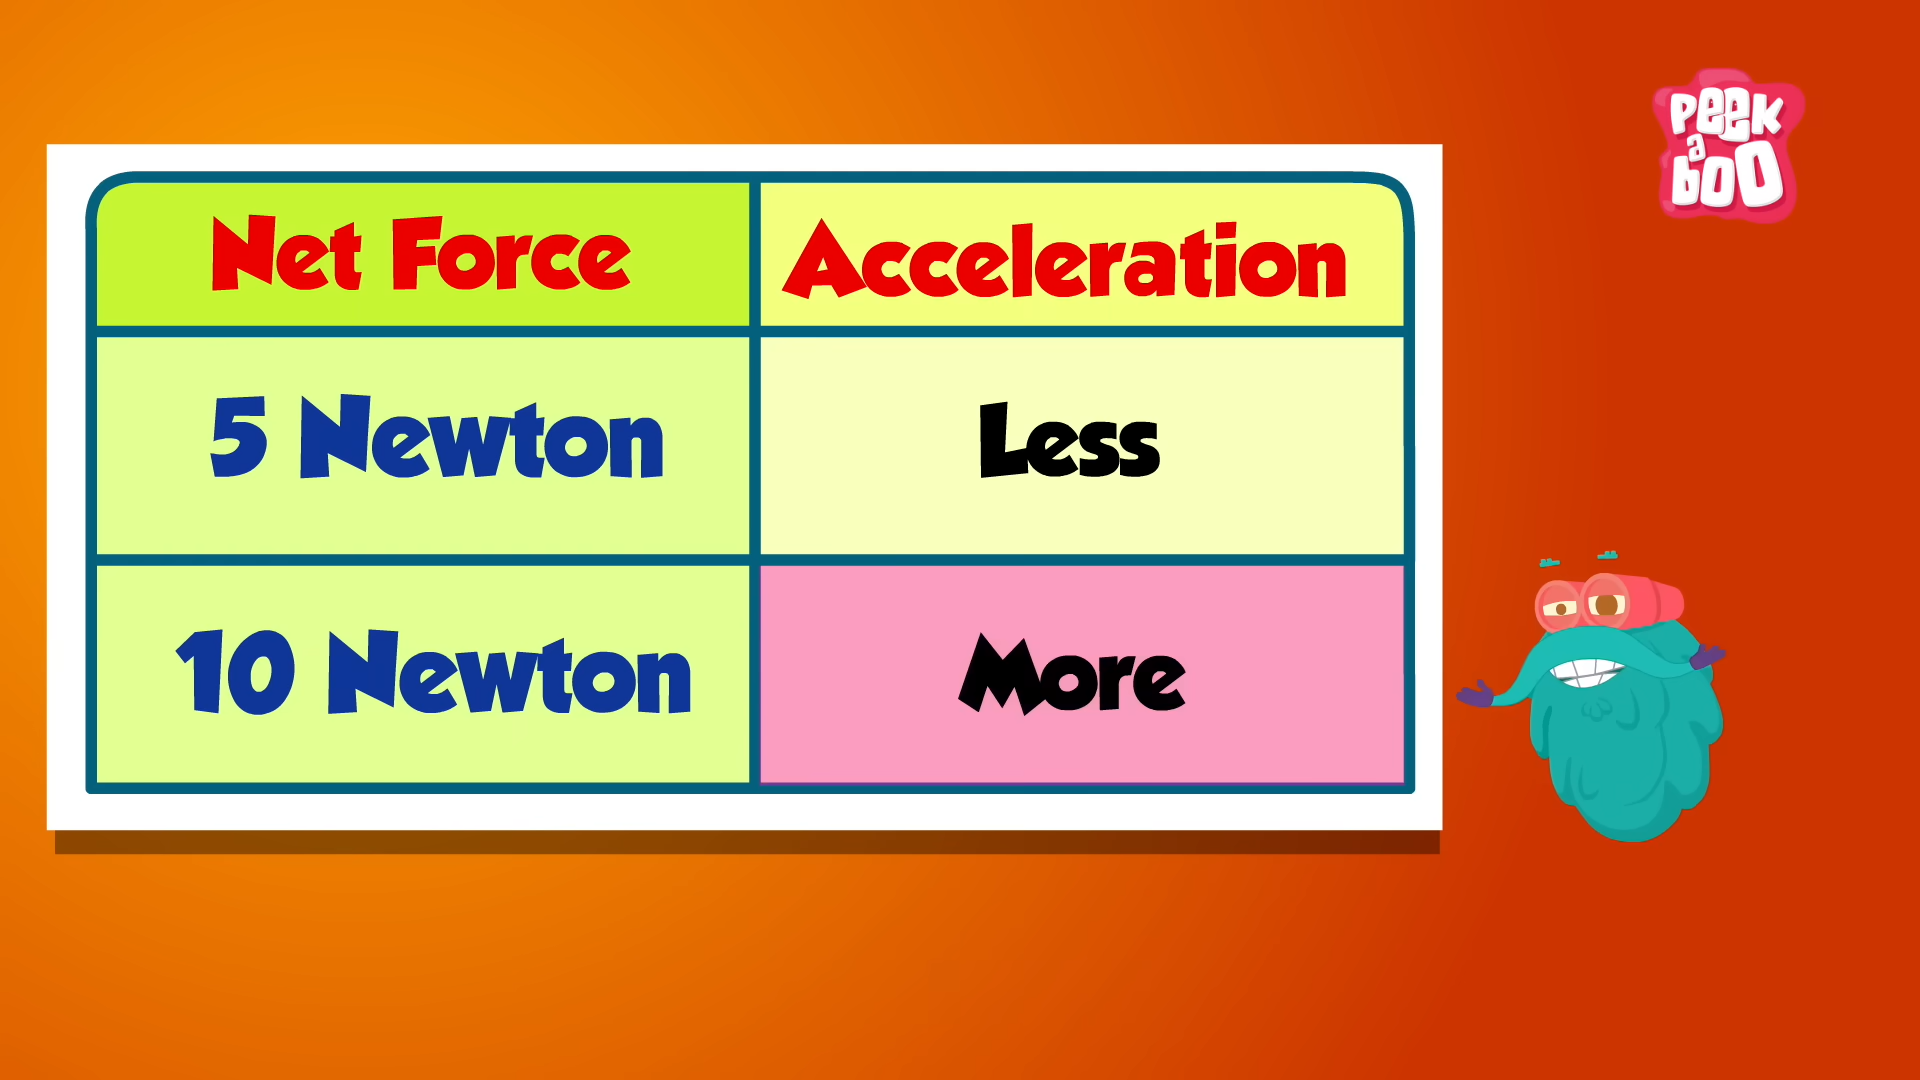 Peek
a
boo
Net Force Acceleration
5 Newton Less
10 Newton More